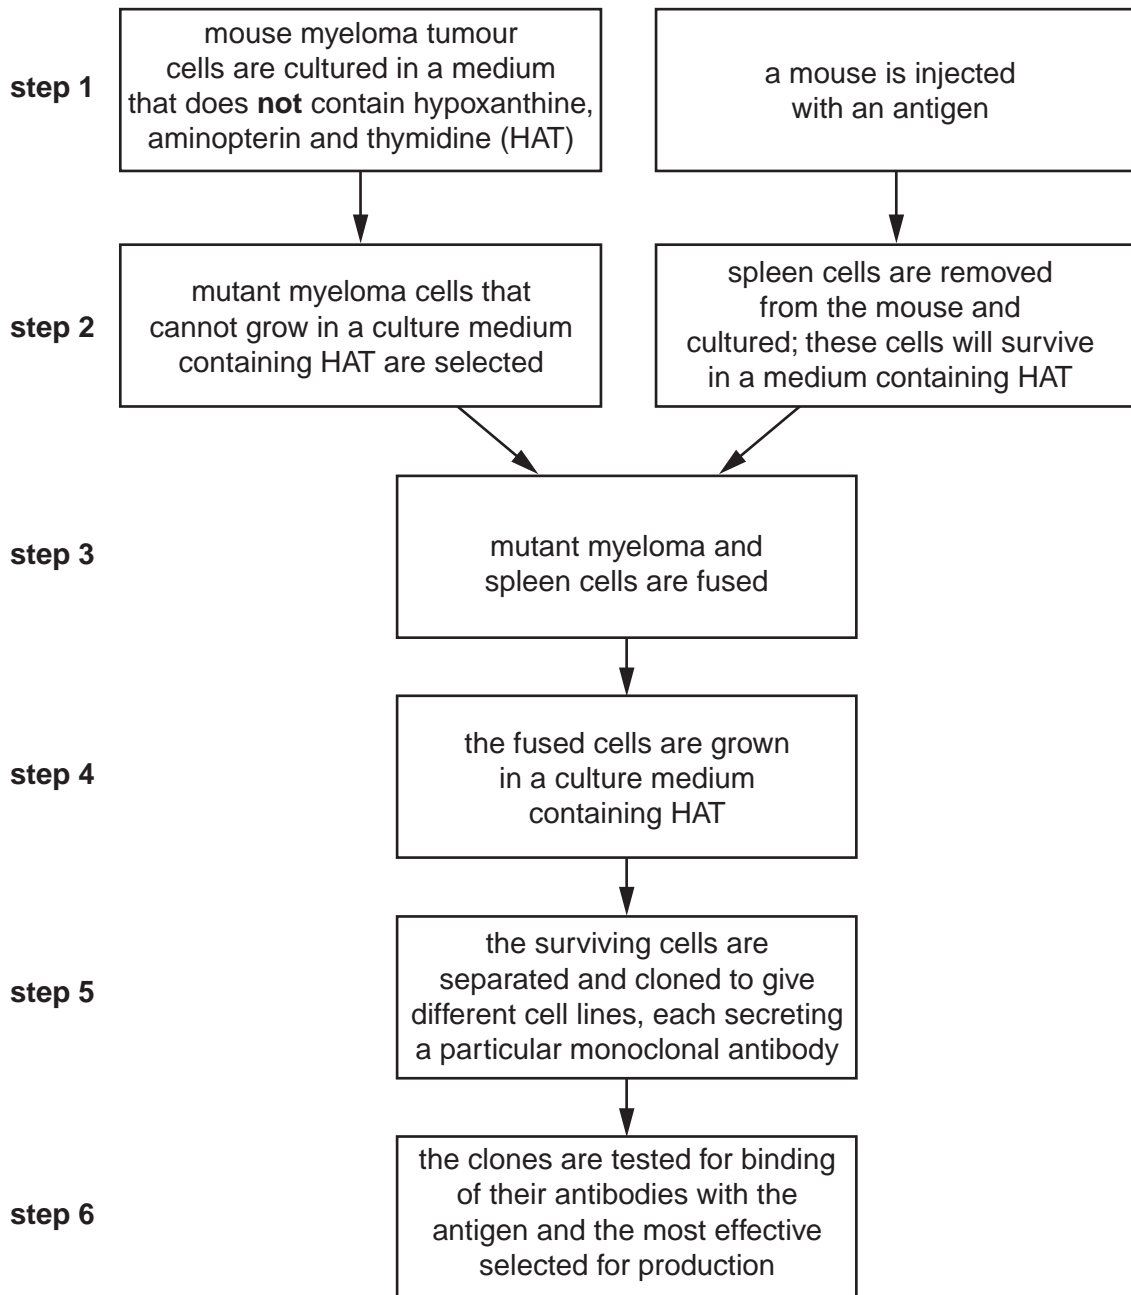 step 1
mouse myeloma tumour
cells are cultured in a medium
that does not contain hypoxanthine,
aminopterin and thymidine (HAT)
a mouse is injected
with an antigen
step 2
mutant myeloma cells that
cannot grow in a culture medium
containing HAT are selected
spleen cells are removed
from the mouse and
cultured; these cells will survive
in a medium containing HAT
step 3
mutant myeloma and
spleen cells are fused
step 4
the fused cells are grown
in a culture medium
containing HAT
step 5
the surviving cells are
separated and cloned to give
different cell lines, each secreting
a particular monoclonal antibody
step 6
the clones are tested for binding
of their antibodies with the
antigen and the most effective
selected for production